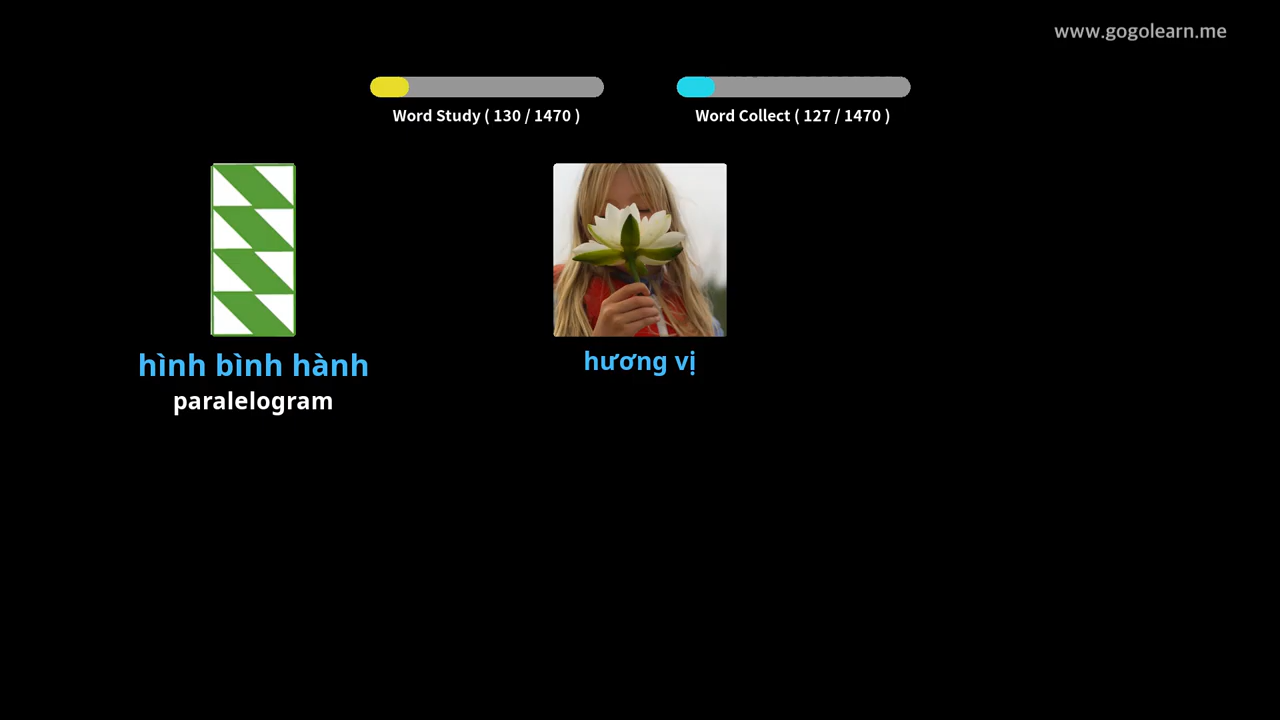 www.gogolearn.me
Word Study ( 130 / 1470 )
Word Collect ( 127 / 1470 )
hình bình hành
paralelogram
hương vị